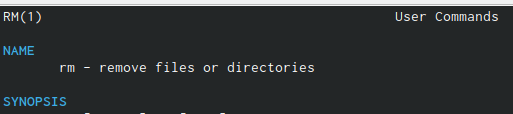 RM(1) User Commands
NAME
rm - remove files or directories
SYNOPSIS